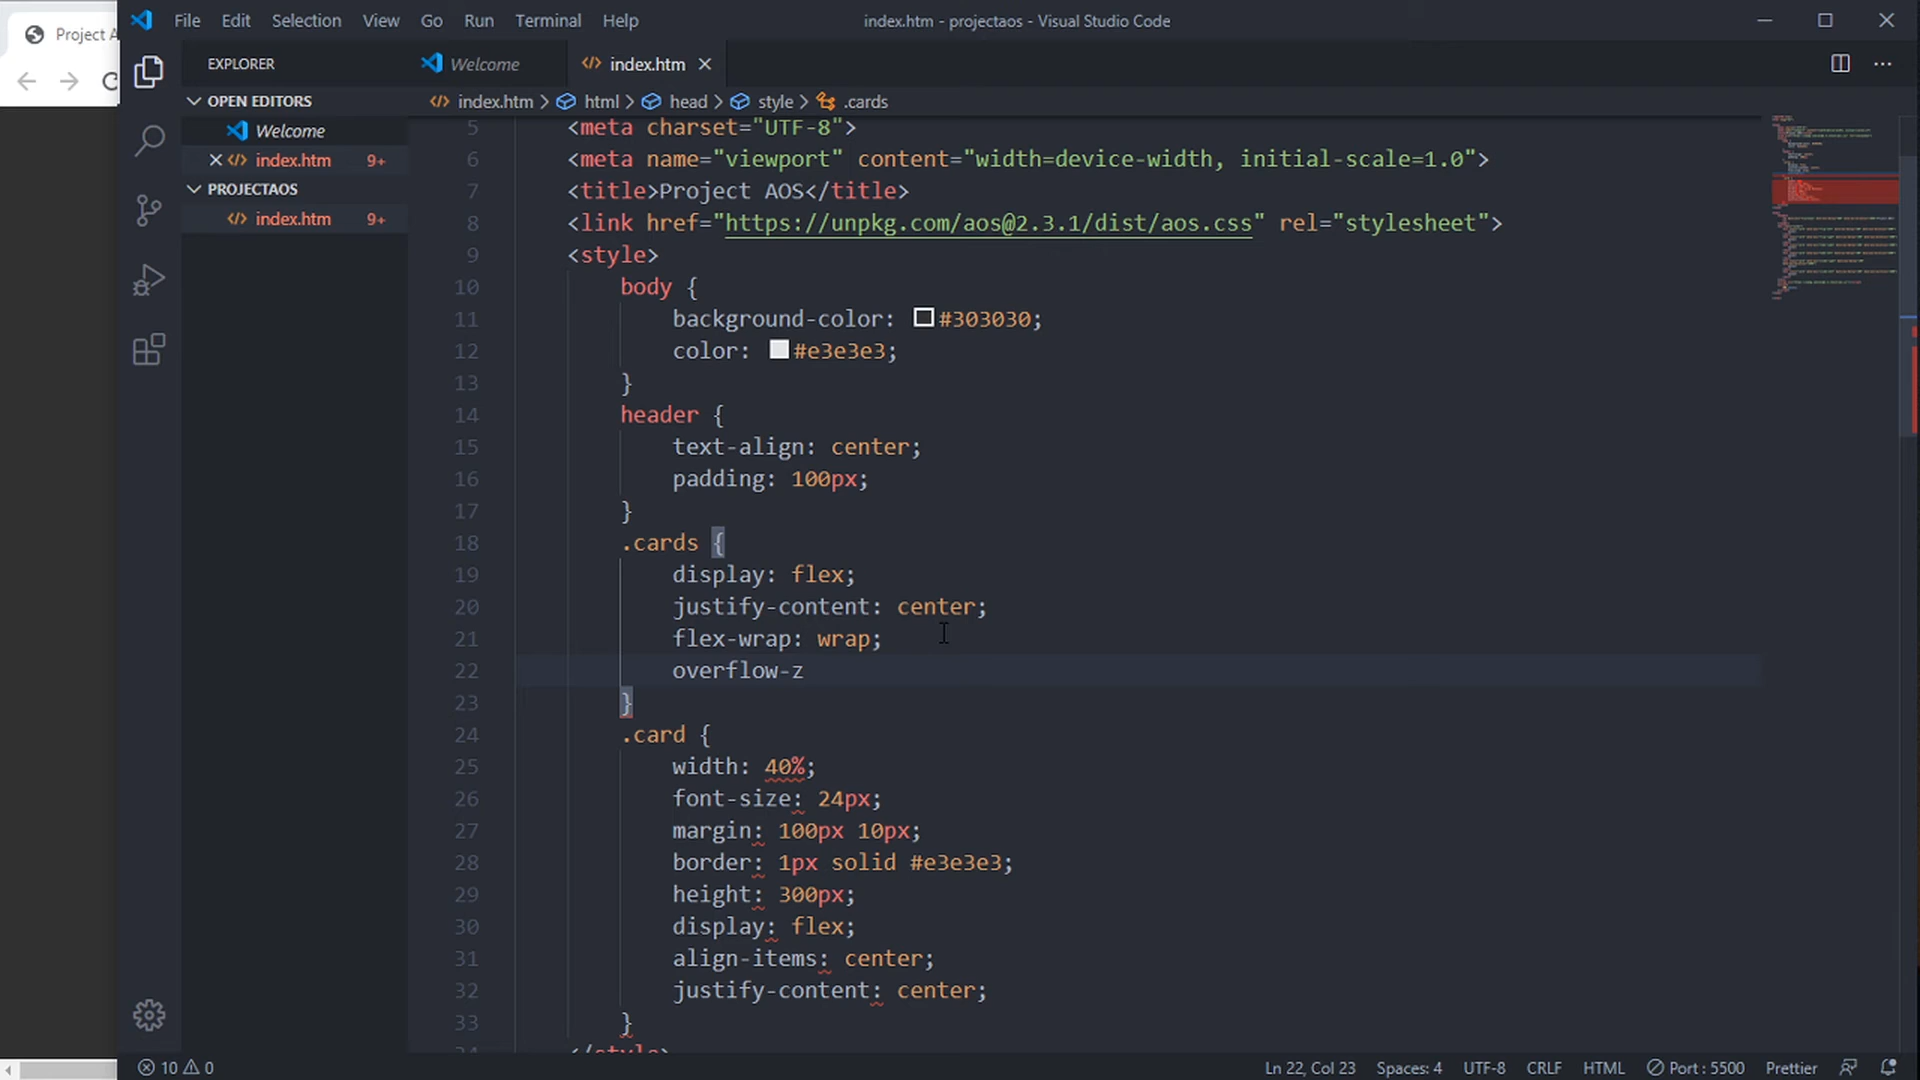 Project A
File Edit Selection View Go Run Terminal Help
index.htm - projectaos - Visual Studio Code
EXPLORER
Welcome
index.htm
OPEN EDITORS
Welcome
index.htm 9+
PROJECTAOS
index.htm 9+
index.htm > html > head > style > .cards
5 <meta charset="UTF-8">
6 <meta name="viewport" content="width=device-width, initial-scale=1.0">
7 <title>Project AOS</title>
8 <link href="https://unpkg.com/aos@2.3.1/dist/aos.css" rel="stylesheet">
9 <style>
10 body {
11 background-color: #303030;
12 color: #e3e3e3;
13 }
14 header {
15 text-align: center;
16 padding: 100px;
17 }
18 .cards {
19 display: flex;
20 justify-content: center;
21 flex-wrap: wrap;
22 overflow-z
23 }
24 .card {
25 width: 40%;
26 font-size: 24px;
27 margin: 100px 10px;
28 border: 1px solid #e3e3e3;
29 height: 300px;
30 display: flex;
31 align-items: center;
32 justify-content: center;
33 }
</style>
10 0
Ln 22, Col 23 Spaces: 4 UTF-8 CRLF HTML Port : 5500 Prettier